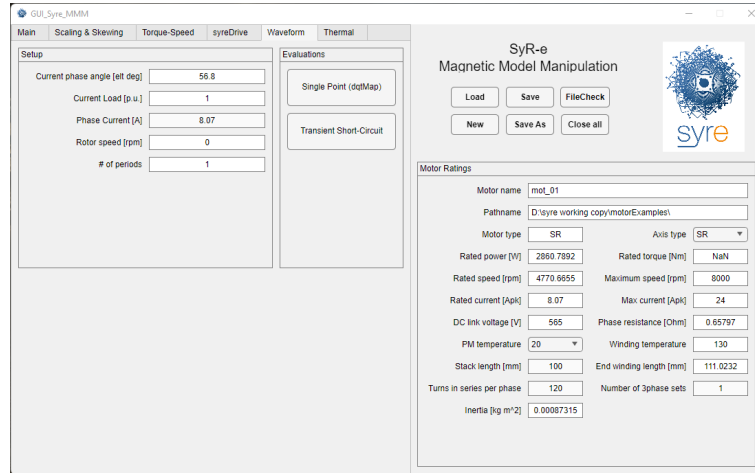 GUI_Syre_MMM
Main Scaling & Skewing Torque-Speed syreDrive Waveform Thermal
Setup
Current phase angle [elt deg] 56.8
Current Load [p.u.] 1
Phase Current [A] 8.07
Rotor speed [rpm] 0
# of periods 1
Evaluations
Single Point (dqtMap)
Transient Short-Circuit
SyR-e
Magnetic Model Manipulation
Load Save FileCheck
New Save As Close all
syre
Motor Ratings
Motor name mot_01
Pathname D:\syre working copy\motorExamples\
Motor type SR Axis type SR
Rated power [W] 2860.7892 Rated torque [Nm] NaN
Rated speed [rpm] 4770.6655 Maximum speed [rpm] 8000
Rated current [Apk] 8.07 Max current [Apk] 24
DC link voltage [V] 565 Phase resistance [Ohm] 0.65797
PM temperature 20 Winding temperature 130
Stack length [mm] 100 End winding length [mm] 111.0232
Turns in series per phase 120 Number of 3phase sets 1
Inertia [kg m^2] 0.00087315